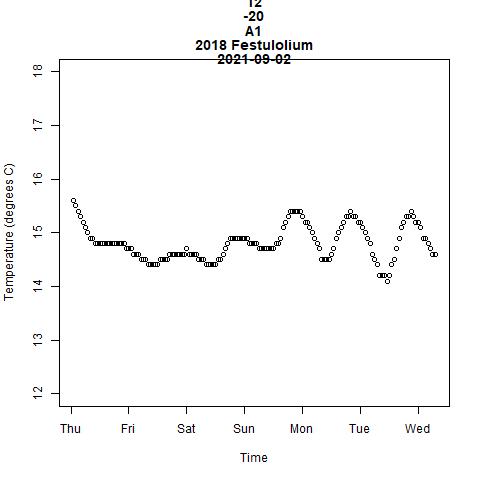 12
-20
A1
2018 Festulolium
2021-09-02
18
17
16
15
14
13
12
Temperature (degrees C)
Thu Fri Sat Sun Mon Tue Wed
Time